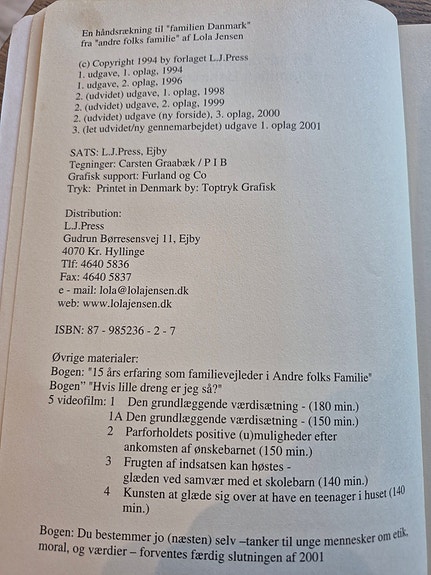 En håndsrækning til "familien Danmark"
fra "andre folks familie" af Lola Jensen
(c) Copyright 1994 by forlaget L.J.Press
1. udgave, 1. oplag, 1994
1. udgave, 2. oplag, 1996
2. (udvidet) udgave, 1. oplag, 1998
2. (udvidet) udgave, 2. oplag, 1999
2. (udvidet) udgave (ny forside), 3. oplag, 2000
3. (let udvidet/ny gennemarbejdet) udgave 1. oplag 2001
SATS: L.J.Press, Ejby
Tegninger: Carsten Graabæk / P I B
Grafisk support: Furland og Co
Tryk: Printet in Denmark by: Toptryk Grafisk
Distribution:
L.J.Press
Gudrun Børresensvej 11, Ejby
4070 Kr. Hyllinge
Tlf: 4640 5836
Fax: 4640 5837
e - mail: lola@lolajensen.dk
web: www.lolajensen.dk
ISBN: 87 - 985236 - 2 - 7
Øvrige materialer:
Bogen: "15 års erfaring som familievejleder i Andre folks Familie"
Bogen" "Hvis lille dreng er jeg så?"
5 videofilm: 1 Den grundlæggende værdisætning - (180 min.)
1A Den grundlæggende værdisætning - (150 min.)
2 Parforholdets positive (u)muligheder efter
ankomsten af ønskebarnet (150 min.)
3 Frugten af indsatsen kan høstes -
glæden ved samvær med et skolebarn (140 min.)
4 Kunsten at glæde sig over at have en teenager i huset (140
min.)
Bogen: Du bestemmer jo (næsten) selv –tanker til unge mennesker om etik,
moral, og værdier – forventes færdig slutningen af 2001